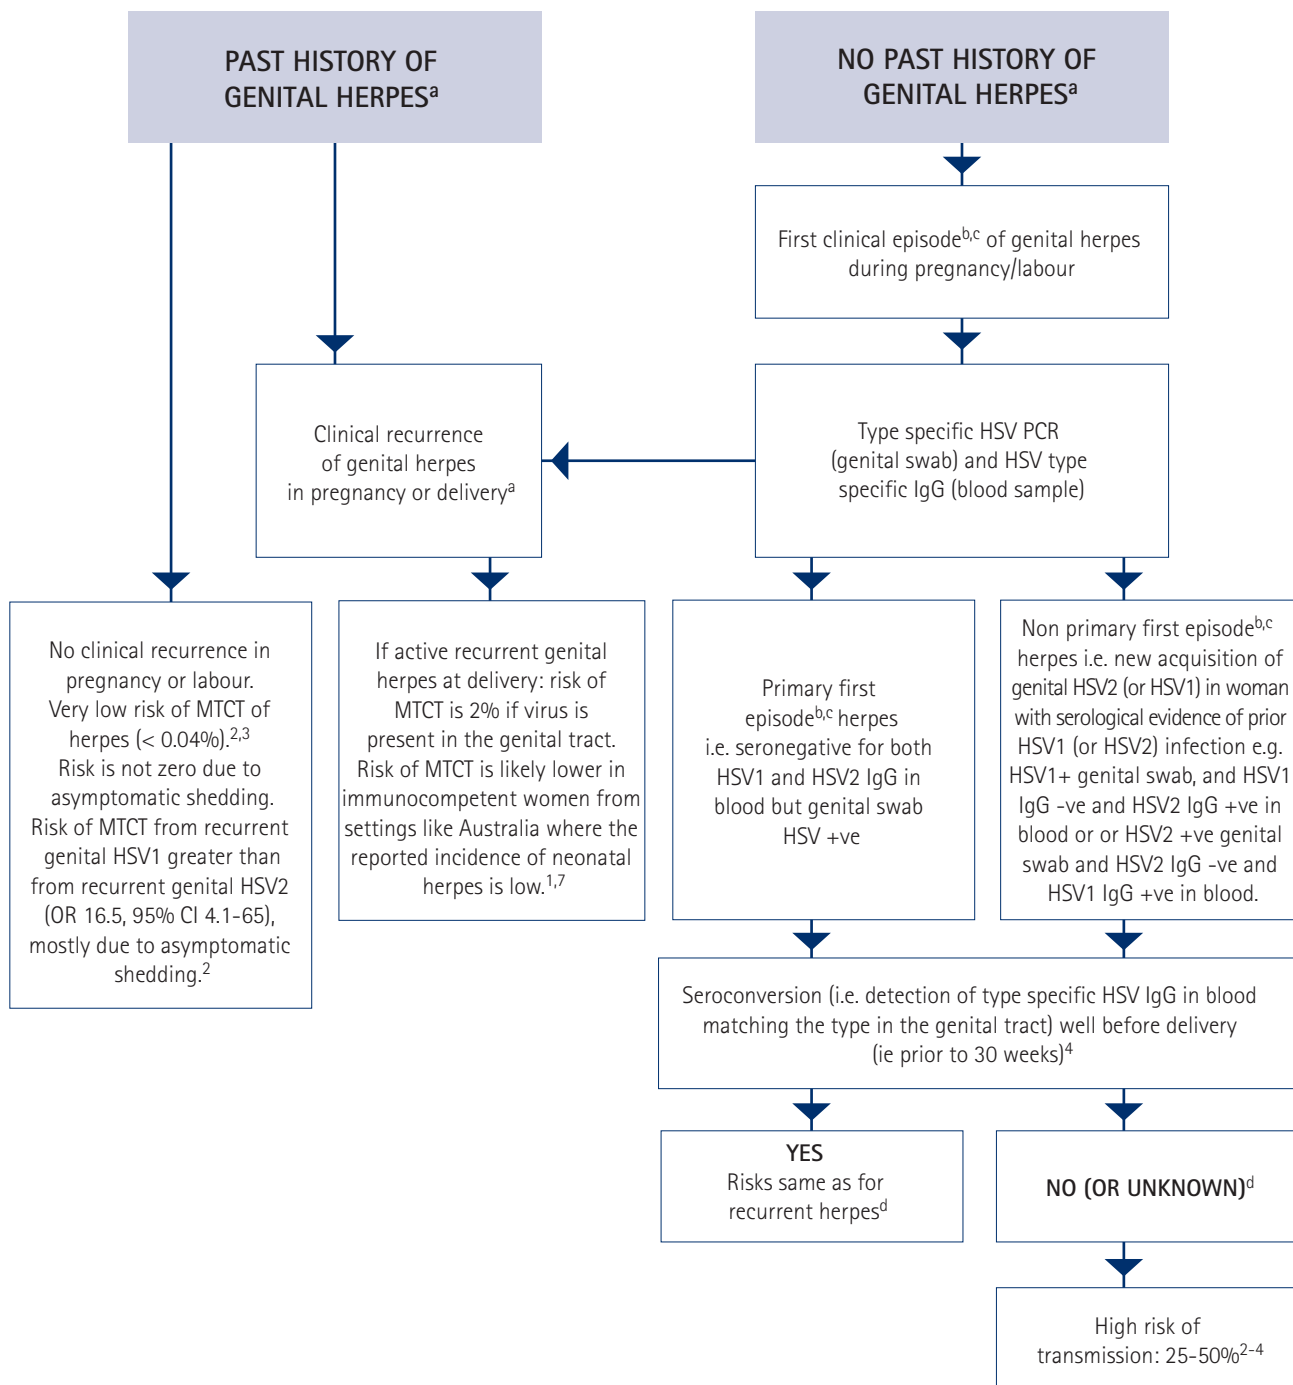 PAST HISTORY OF
GENITAL HERPESᵃ
NO PAST HISTORY OF
GENITAL HERPESᵃ
First clinical episodeᵇ,ᶜ of genital herpes
during pregnancy/labour
Clinical recurrence
of genital herpes
in pregnancy or deliveryᵃ
Type specific HSV PCR
(genital swab) and HSV type
specific IgG (blood sample)
No clinical recurrence in
pregnancy or labour.
Very low risk of MTCT of
herpes (< 0.04%).²,³
Risk is not zero due to
asymptomatic shedding.
Risk of MTCT from recurrent
genital HSV1 greater than
from recurrent genital HSV2
(OR 16.5, 95% CI 4.1-65),
mostly due to asymptomatic
shedding.²
If active recurrent genital
herpes at delivery: risk of
MTCT is 2% if virus is
present in the genital tract.
Risk of MTCT is likely lower in
immunocompetent women from
settings like Australia where the
reported incidence of neonatal
herpes is low.¹,⁷
Primary first
episodeᵇ,ᶜ herpes
i.e. seronegative for both
HSV1 and HSV2 IgG in
blood but genital swab
HSV +ve
Non primary first episodeᵇ,ᶜ
herpes i.e. new acquisition of
genital HSV2 (or HSV1) in woman
with serological evidence of prior
HSV1 (or HSV2) infection e.g.
HSV1+ genital swab, and HSV1
IgG -ve and HSV2 IgG +ve in
blood or or HSV2 +ve genital
swab and HSV2 IgG -ve and
HSV1 IgG +ve in blood.
Seroconversion (i.e. detection of type specific HSV IgG in blood
matching the type in the genital tract) well before delivery
(ie prior to 30 weeks)⁴
YES
Risks same as for
recurrent herpesᵈ
NO (OR UNKNOWN)ᵈ
High risk of
transmission: 25-50%²⁻⁴